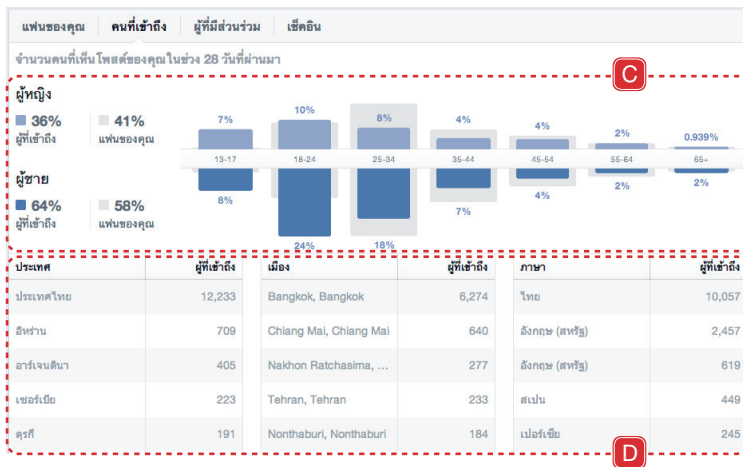 แฟนของคุณ คนที่เข้าถึง ผู้ที่มีส่วนร่วม เช็คอิน
จำนวนคนที่เห็นโพสต์ของคุณในช่วง 28 วันที่ผ่านมา
C
ผู้หญิง
36% 41%
ผู้ที่เข้าถึง แฟนของคุณ
7% 10% 8% 4% 4% 2% 0.939%
13-17 18-24 25-34 35-44 45-54 55-64 65+
ผู้ชาย
64% 58%
ผู้ที่เข้าถึง แฟนของคุณ
8% 24% 18% 7% 4% 2% 2%
ประเทศ ผู้ที่เข้าถึง เมือง ผู้ที่เข้าถึง ภาษา ผู้ที่เข้าถึง
ประเทศไทย 12,233 Bangkok, Bangkok 6,274 ไทย 10,057
อิหร่าน 709 Chiang Mai, Chiang Mai 640 อังกฤษ (สหรัฐ) 2,457
อาร์เจนตินา 405 Nakhon Ratchasima, ... 277 อังกฤษ (สหรัฐ) 619
เซอร์เบีย 223 Tehran, Tehran 233 สเปน 449
ตุรกี 191 Nonthaburi, Nonthaburi 184 เปอร์เซีย 245
D